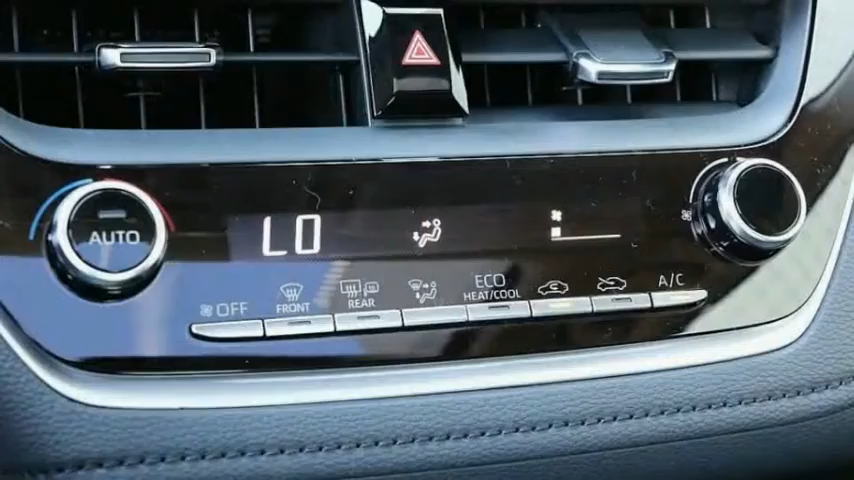 AUTO
LO
OFF
FRONT
REAR
ECO
HEAT/COOL
A/C